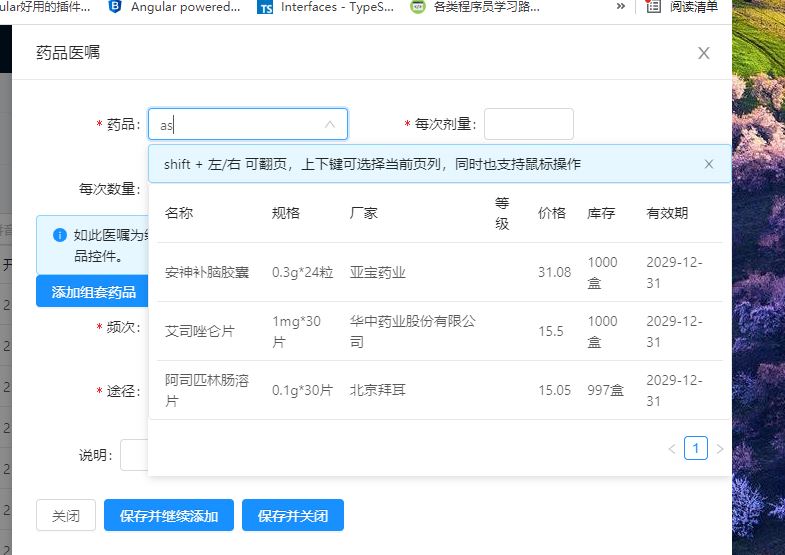 ular好用的插件... Angular powered... TS Interfaces - TypeS... 各类程序员学习路... » 阅读清单
药品医嘱
* 药品: as * 每次剂量:
shift + 左/右 可翻页，上下键可选择当前页列，同时也支持鼠标操作
每次数量:
名称 规格 厂家 等级 价格 库存 有效期
如此医嘱为
品控件。
安神补脑胶囊 0.3g*24粒 亚宝药业 31.08 1000盒 2029-12-31
添加组套药品
* 频次:
艾司唑仑片 1mg*30片 华中药业股份有限公司 15.5 1000盒 2029-12-31
* 途径:
阿司匹林肠溶片 0.1g*30片 北京拜耳 15.05 997盒 2029-12-31
1
说明:
关闭 保存并继续添加 保存并关闭